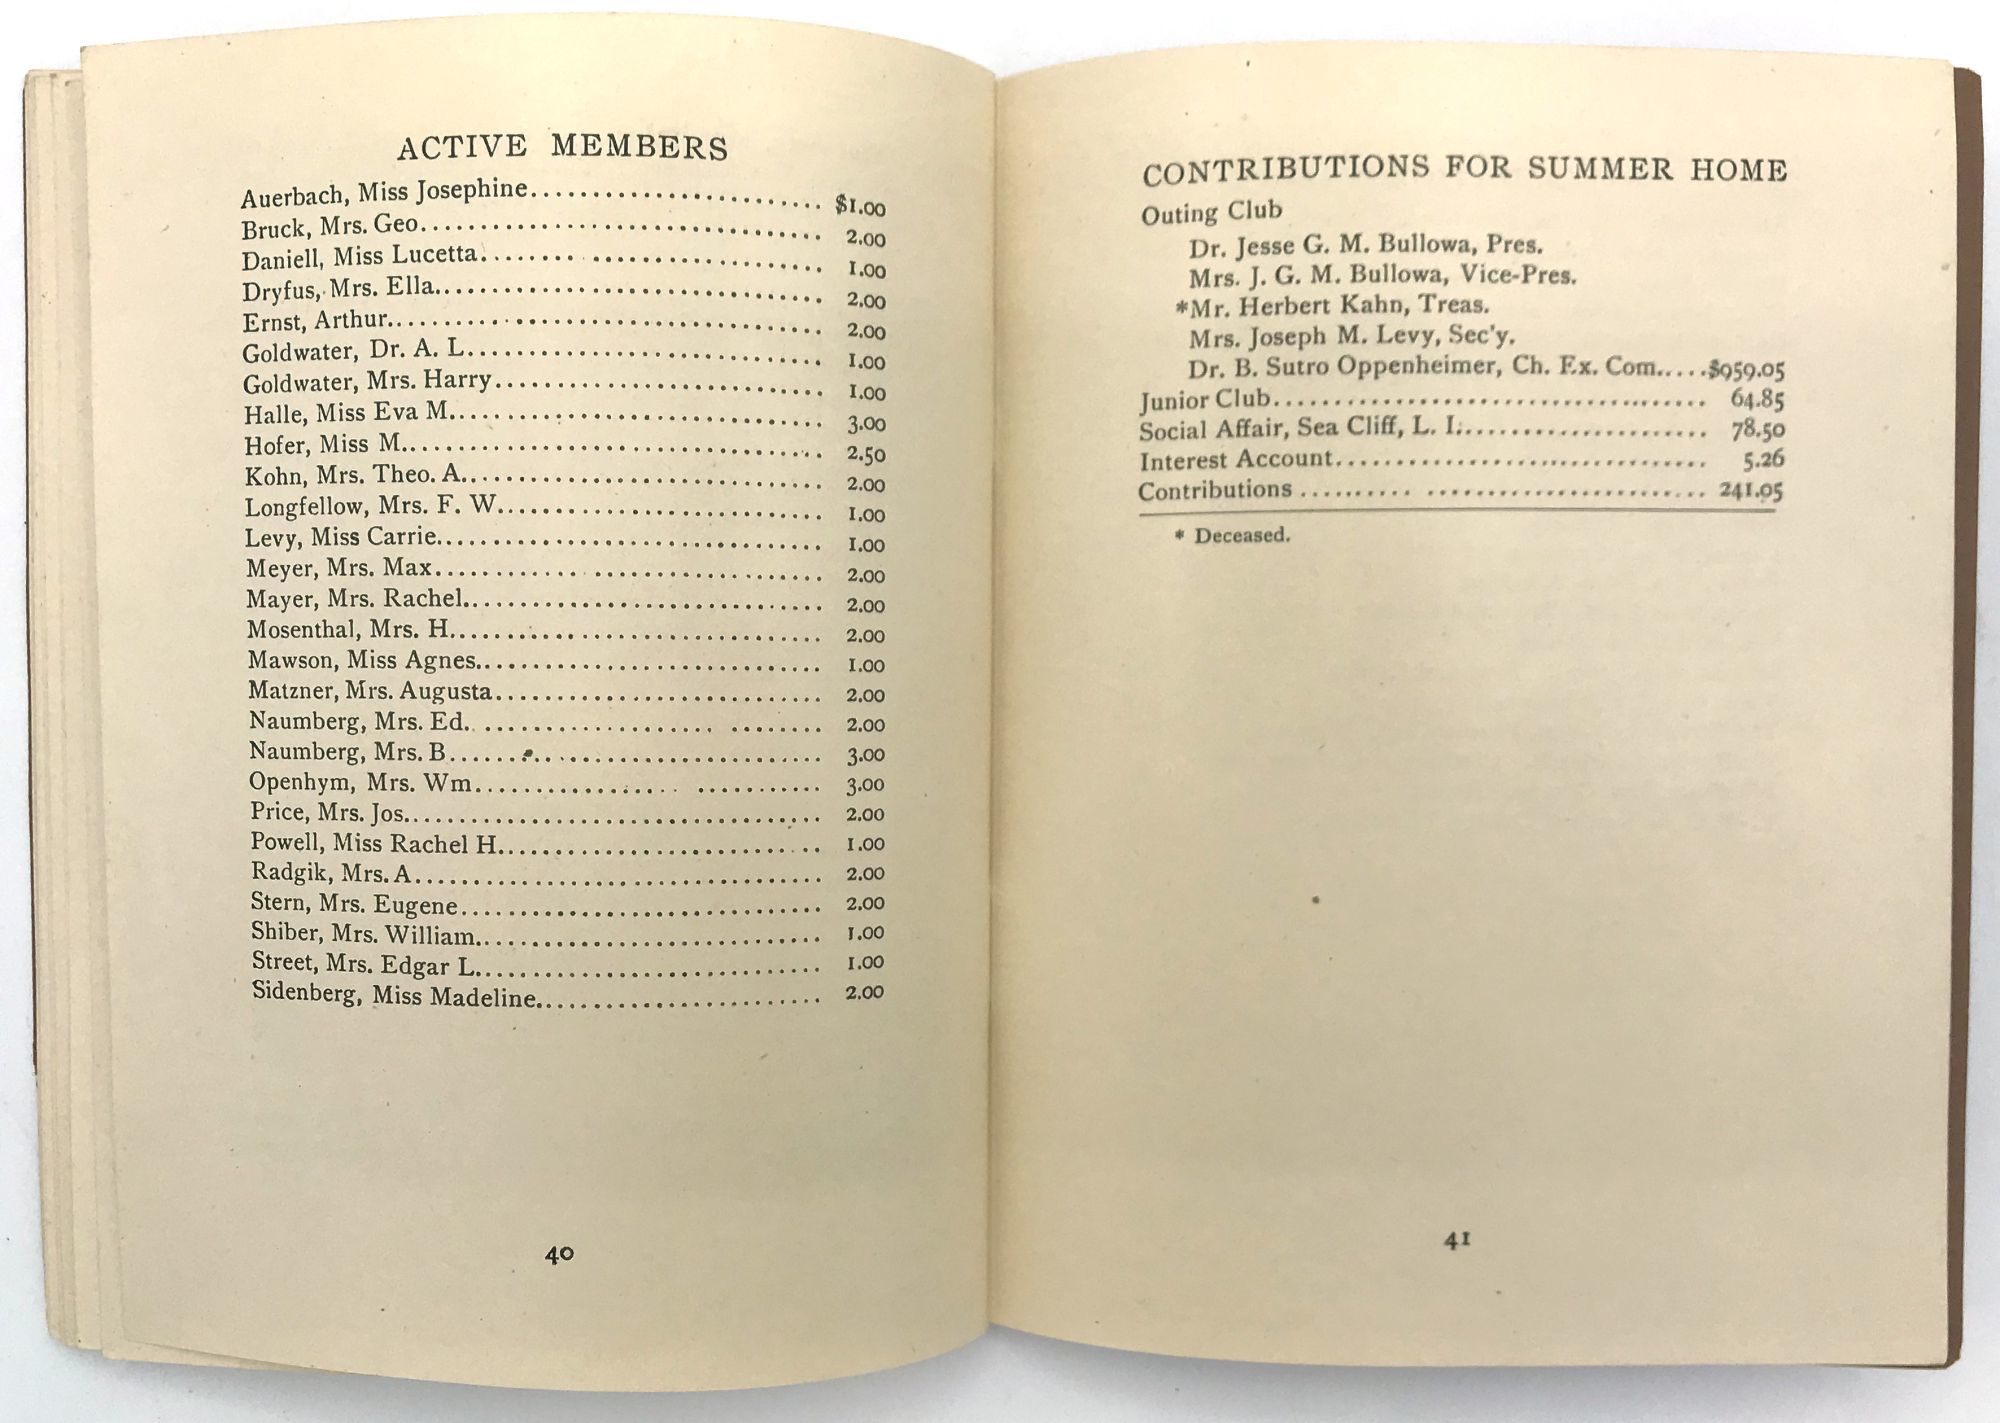 ACTIVE MEMBERS
Auerbach, Miss Josephine........................ $1.00
Bruck, Mrs. Geo................................. 2.00
Daniell, Miss Lucetta........................... 1.00
Dryfus, Mrs. Ella............................... 2.00
Ernst, Arthur................................... 2.00
Goldwater, Dr. A. L............................. 1.00
Goldwater, Mrs. Harry........................... 1.00
Halle, Miss Eva M............................... 3.00
Hofer, Miss M................................... 2.50
Kohn, Mrs. Theo. A.............................. 2.00
Longfellow, Mrs. F. W........................... 1.00
Levy, Miss Carrie............................... 1.00
Meyer, Mrs. Max................................. 2.00
Mayer, Mrs. Rachel.............................. 2.00
Mosenthal, Mrs. H............................... 2.00
Mawson, Miss Agnes.............................. 1.00
Matzner, Mrs. Augusta........................... 2.00
Naumberg, Mrs. Ed. ............................. 2.00
Naumberg, Mrs. B................................ 3.00
Openhym, Mrs. Wm................................ 3.00
Price, Mrs. Jos................................. 2.00
Powell, Miss Rachel H........................... 1.00
Radgik, Mrs. A.................................. 2.00
Stern, Mrs. Eugene.............................. 2.00
Shiber, Mrs. William............................ 1.00
Street, Mrs. Edgar L............................ 1.00
Sidenberg, Miss Madeline........................ 2.00
40
CONTRIBUTIONS FOR SUMMER HOME
Outing Club
Dr. Jesse G. M. Bullowa, Pres.
Mrs. J. G. M. Bullowa, Vice-Pres.
*Mr. Herbert Kahn, Treas.
Mrs. Joseph M. Levy, Sec'y.
Dr. B. Sutro Oppenheimer, Ch. Ex. Com.....$959.05
Junior Club.................................... 64.85
Social Affair, Sea Cliff, L. I................. 78.50
Interest Account............................... 5.26
Contributions ................................. 241.05
* Deceased.
41